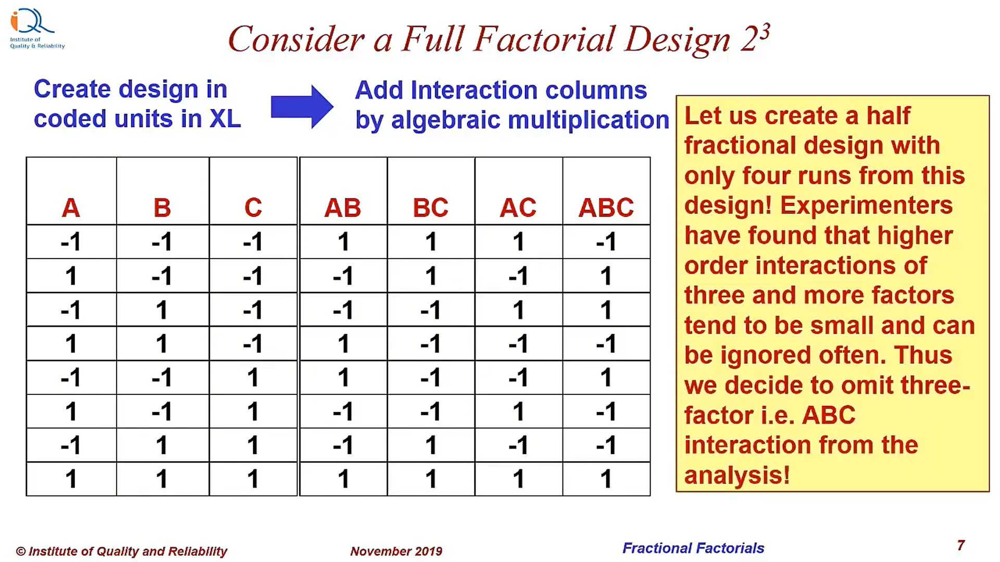 iQR
Institute of
Quality & Reliability
Consider a Full Factorial Design 2³
Create design in
coded units in XL
Add Interaction columns
by algebraic multiplication
A B C AB BC AC ABC
-1 -1 -1 1 1 1 -1
1 -1 -1 -1 1 -1 1
-1 1 -1 -1 -1 1 1
1 1 -1 1 -1 -1 -1
-1 -1 1 1 -1 -1 1
1 -1 1 -1 -1 1 -1
-1 1 1 -1 1 -1 -1
1 1 1 1 1 1 1
Let us create a half
fractional design with
only four runs from this
design! Experimenters
have found that higher
order interactions of
three and more factors
tend to be small and can
be ignored often. Thus
we decide to omit three-
factor i.e. ABC
interaction from the
analysis!
© Institute of Quality and Reliability
November 2019
Fractional Factorials
7